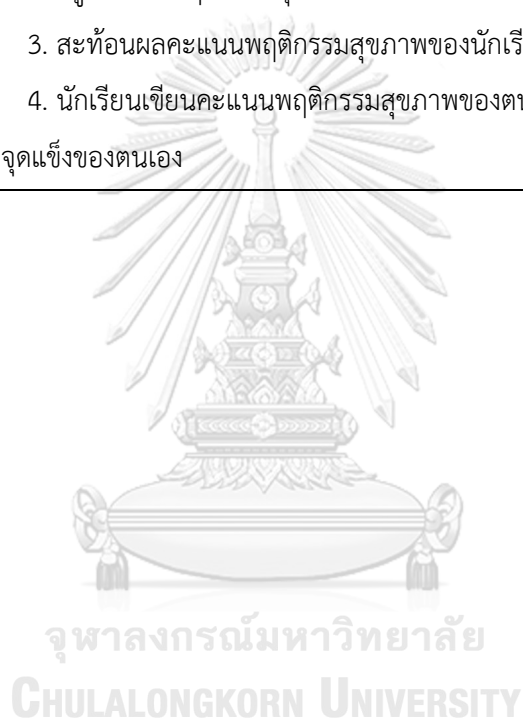 3. สะท้อนผลคะแนนพฤติกรรมสุขภาพของนักเรี
4. นักเรียนเขียนคะแนนพฤติกรรมสุขภาพของต
จุดแข็งของตนเอง
จุฬาลงกรณ์มหาวิทยาลัย
CHULALONGKORN UNIVERSITY